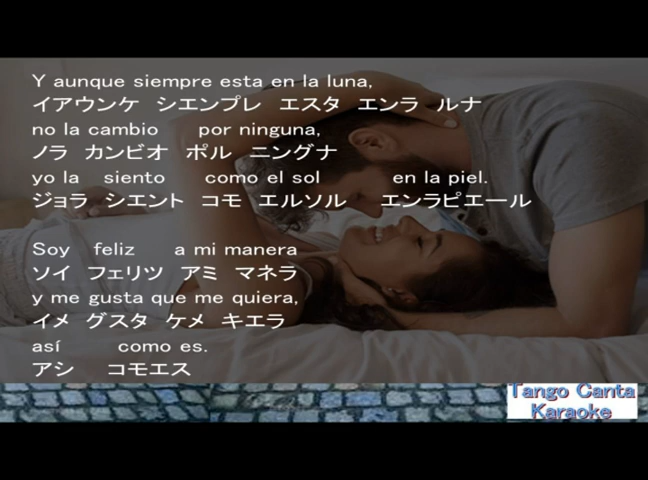 Y aunque siempre esta en la luna,
イアウンケ シエンプレ エスタ エンラ ルナ
no la cambio por ninguna,
ノラ カンビオ ポル ニングナ
yo la siento como el sol en la piel.
ジョラ シエント コモ エルソル エンラピエール
Soy feliz a mi manera
ソイ フェリツ アミ マネラ
y me gusta que me quiera,
イメ グスタ ケメ キエラ
así como es.
アシ コモエス
Tango Canta
Karaoke